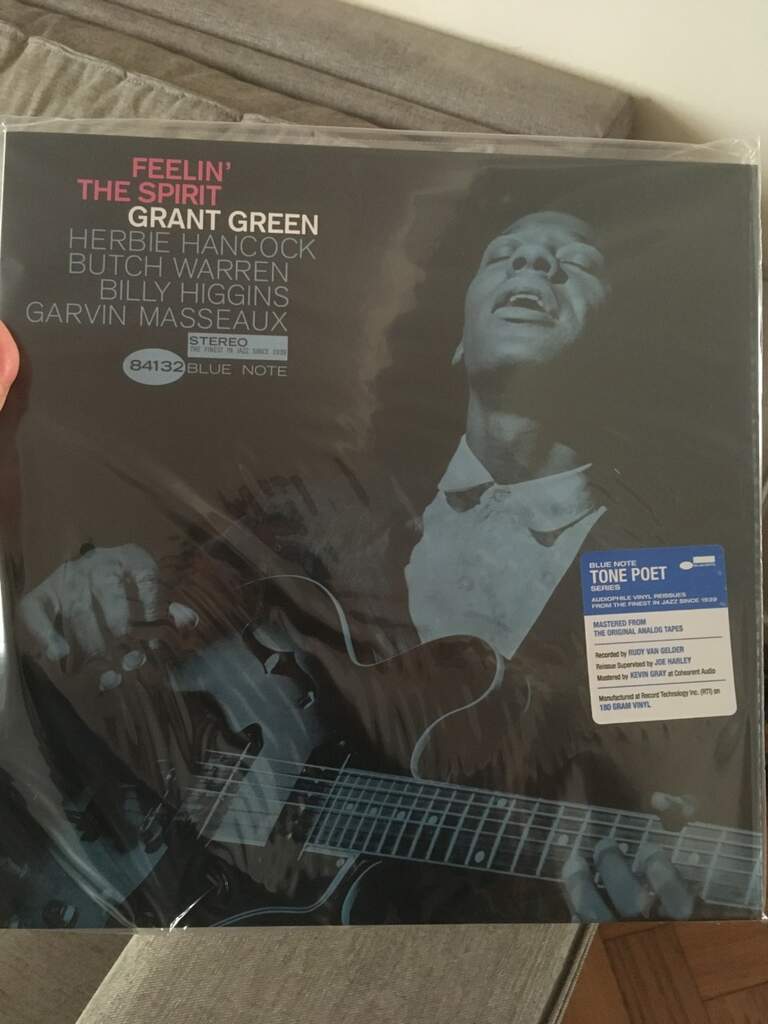 FEELIN'
THE SPIRIT
GRANT GREEN
HERBIE HANCOCK
BUTCH WARREN
BILLY HIGGINS
GARVIN MASSEAUX
STEREO
THE FINEST IN JAZZ SINCE 1939
84132 BLUE NOTE
BLUE NOTE
TONE POET
SERIES
AUDIOPHILE VINYL REISSUES
FROM THE FINEST IN JAZZ SINCE 1939
MASTERED FROM
THE ORIGINAL ANALOG TAPES
Recorded by RUDY VAN GELDER
Reissue Supervised by JOE HARLEY
Mastered by KEVIN GRAY at Cohearent Audio
Manufactured at Record Technology Inc. (RTI) on
180 GRAM VINYL